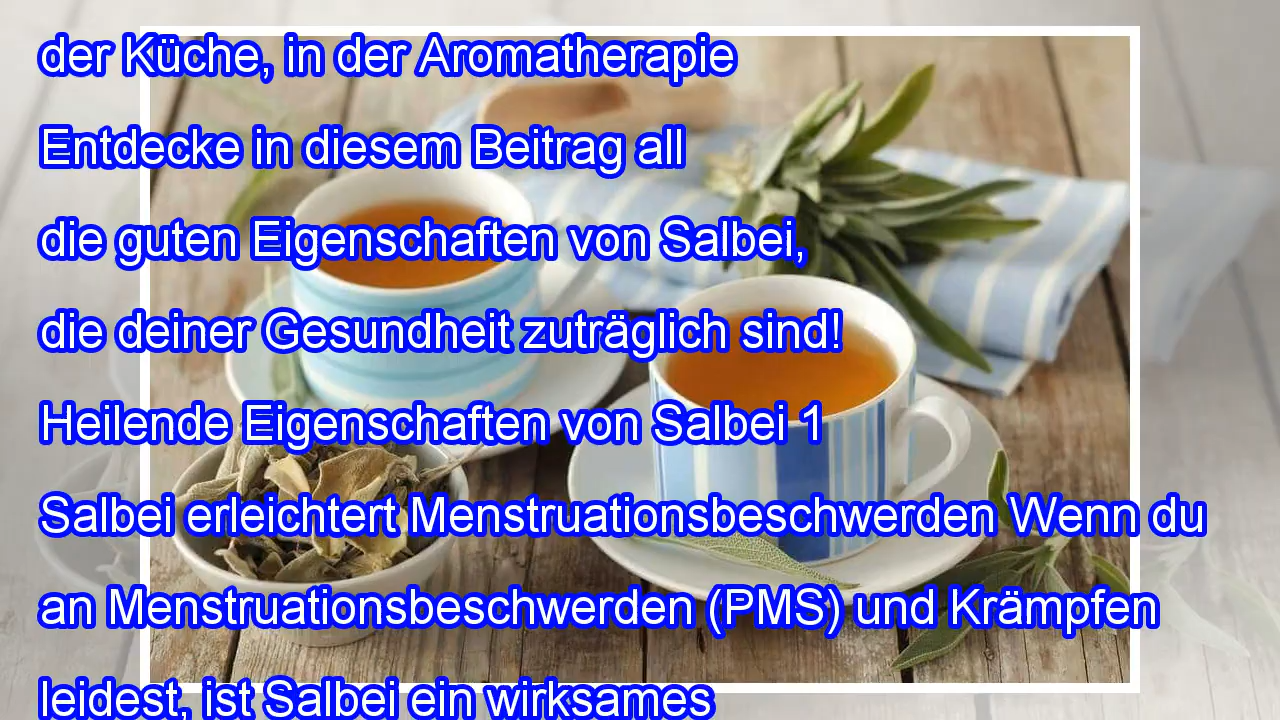 der Küche, in der Aromatherapie
Entdecke in diesem Beitrag all
die guten Eigenschaften von Salbei,
die deiner Gesundheit zuträglich sind!
Heilende Eigenschaften von Salbei 1
Salbei erleichtert Menstruationsbeschwerden Wenn du
an Menstruationsbeschwerden (PMS) und Krämpfen
leidest, ist Salbei ein wirksames